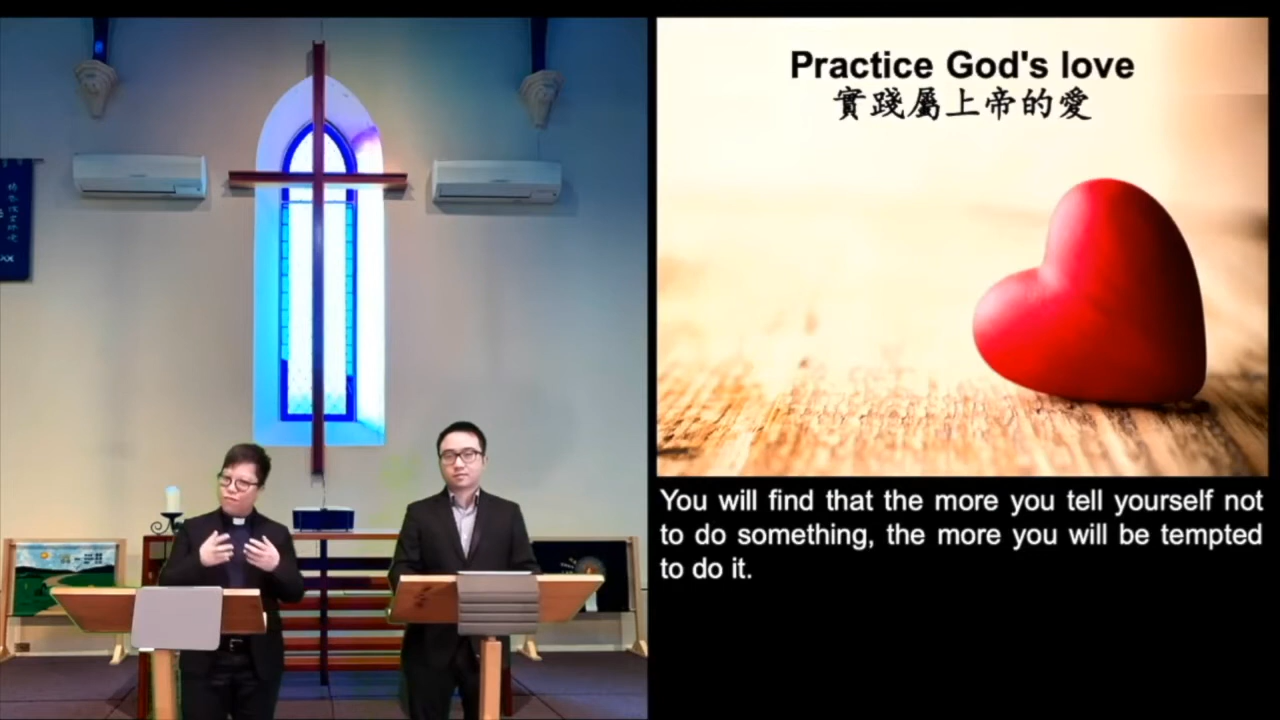 Practice God's love
實踐屬上帝的愛
You will find that the more you tell yourself not
to do something, the more you will be tempted
to do it.